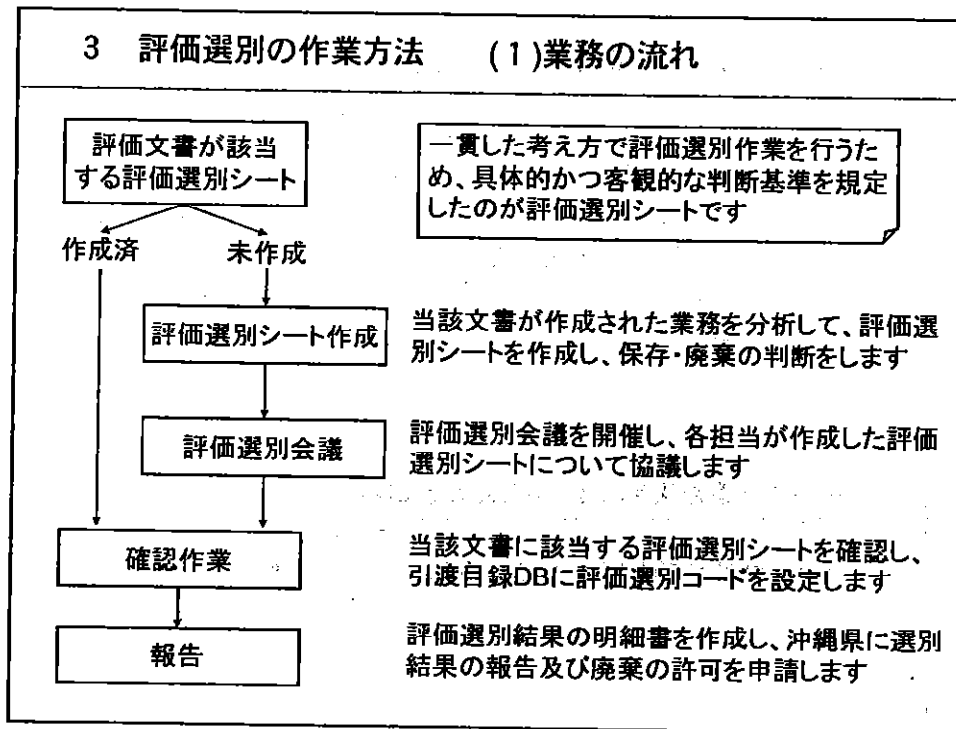 3 評価選別の作業方法 (1)業務の流れ
評価文書が該当
する評価選別シート
一貫した考え方で評価選別作業を行うた
め、具体的かつ客観的な判断基準を規定
したのが評価選別シートです
作成済 未作成
評価選別シート作成
当該文書が作成された業務を分析して、評価選
別シートを作成し、保存・廃棄の判断をします
評価選別会議
評価選別会議を開催し、各担当が作成した評価
選別シートについて協議します
確認作業
当該文書に該当する評価選別シートを確認し、
引渡目録DBに評価選別コードを設定します
報告
評価選別結果の明細書を作成し、沖縄県に選別
結果の報告及び廃棄の許可を申請します